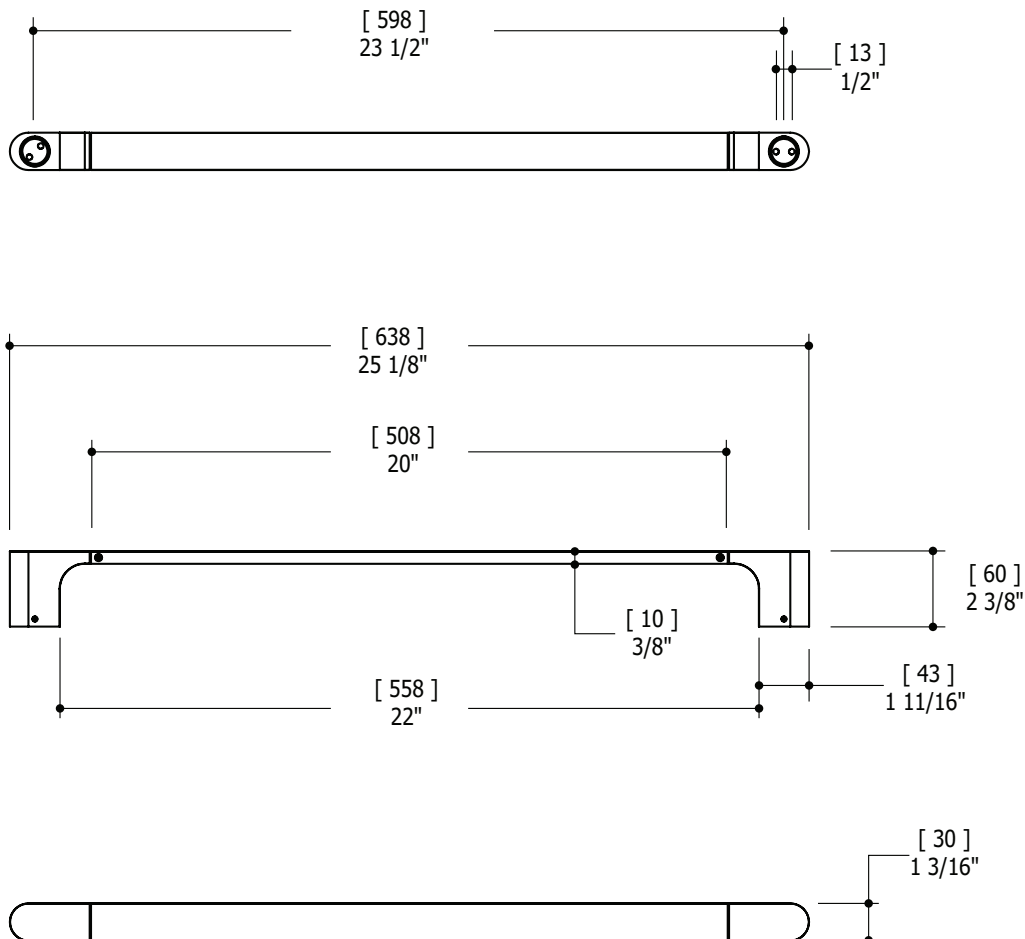 [ 598 ]
23 1/2"
[ 13 ]
1/2"
[ 638 ]
25 1/8"
[ 508 ]
20"
[ 60 ]
2 3/8"
[ 10 ]
3/8"
[ 43 ]
1 11/16"
[ 558 ]
22"
[ 30 ]
1 3/16"